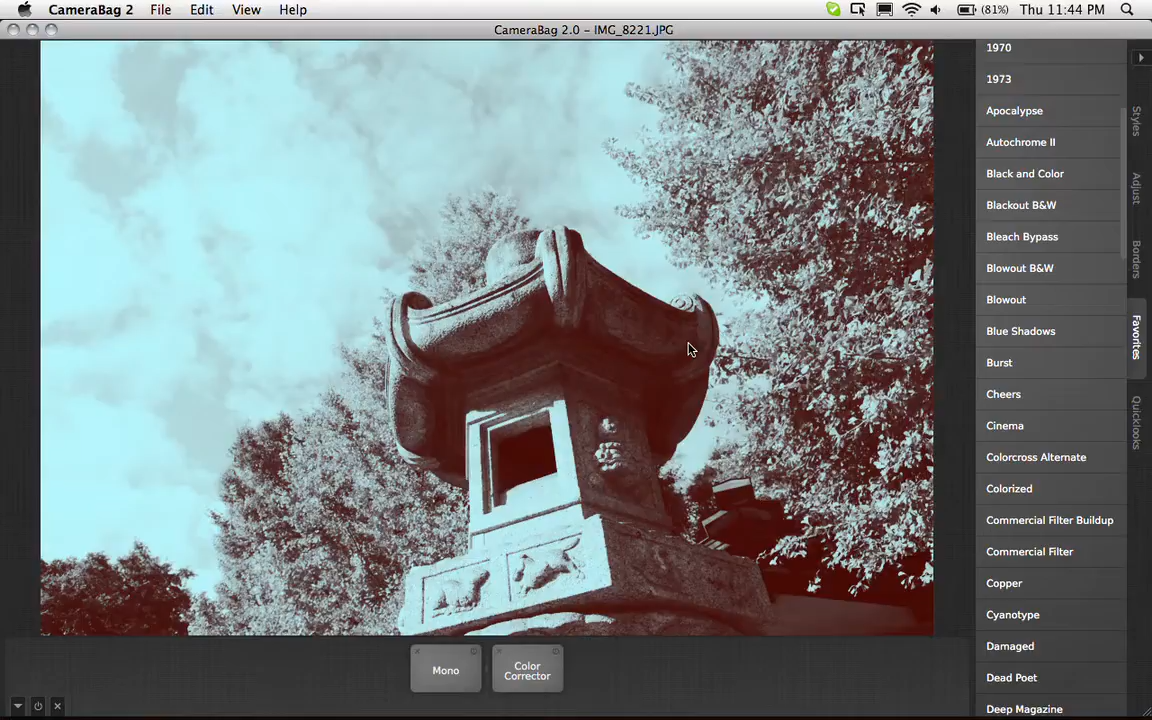 CameraBag 2 File Edit View Help (81%) Thu 11:44 PM
CameraBag 2.0 - IMG_8221.JPG
1970
1973
Apocalypse
Autochrome II
Black and Color
Blackout B&W
Bleach Bypass
Blowout B&W
Blowout
Blue Shadows
Burst
Cheers
Cinema
Colorcross Alternate
Colorized
Commercial Filter Buildup
Commercial Filter
Copper
Cyanotype
Damaged
Dead Poet
Deep Magazine
Styles
Adjust
Borders
Favorites
Quicklooks
Mono
Color
Corrector